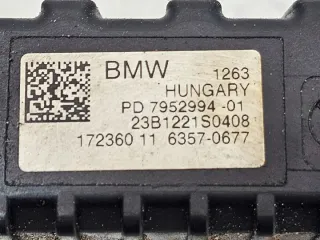 BMW 1263
HUNGARY
PD 7952994 -01
23B1221S0408
172360 11 6357-0677